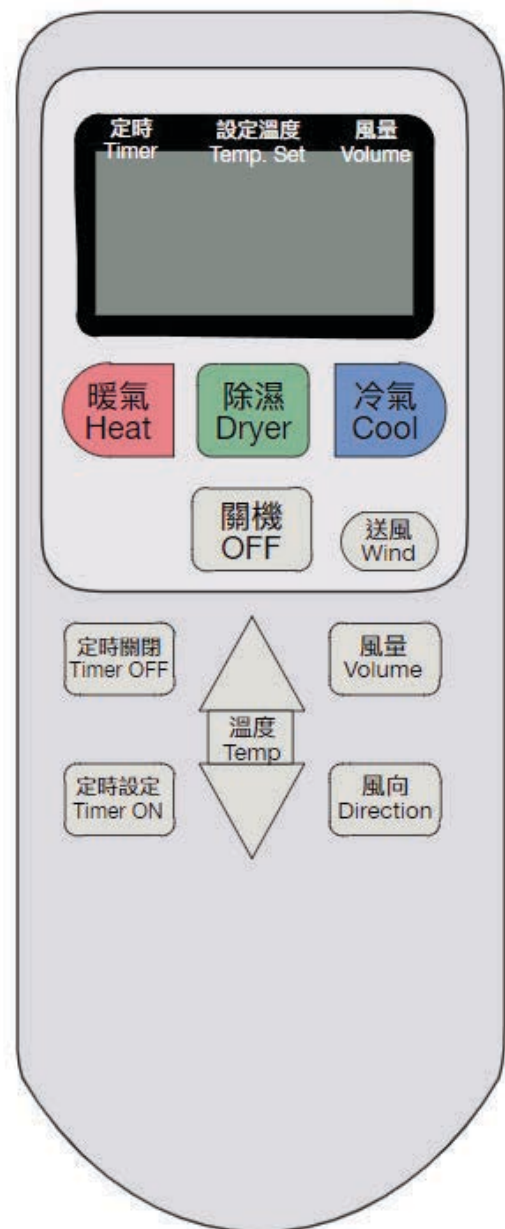 定時 設定溫度 風量
Timer Temp. Set Volume
暖氣 除濕 冷氣
Heat Dryer Cool
關機
OFF
送風
Wind
定時關閉
Timer OFF
風量
Volume
溫度
Temp
定時設定
Timer ON
風向
Direction